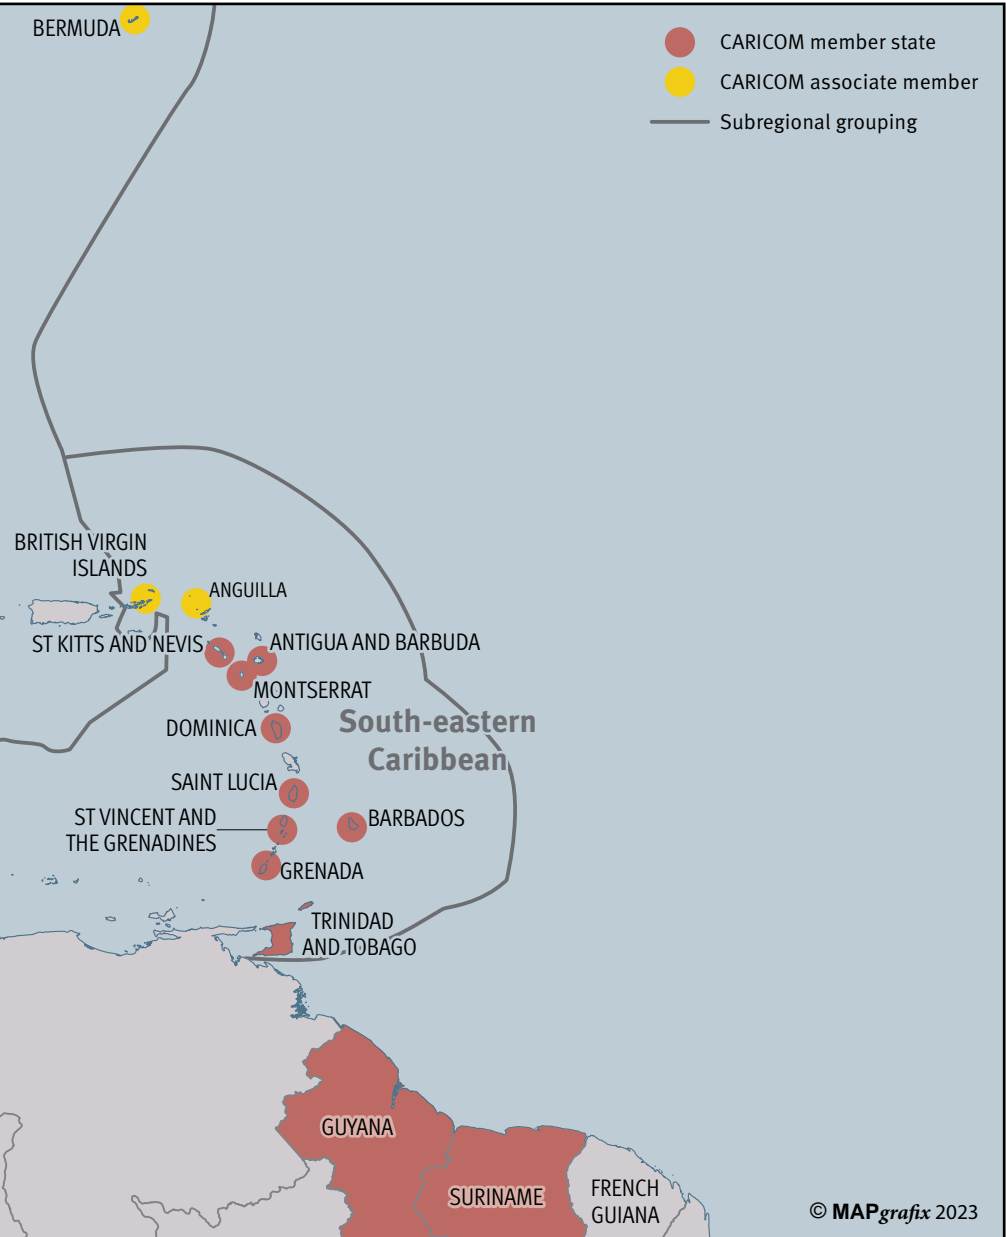 BERMUDA
CARICOM member state
CARICOM associate member
Subregional grouping
BRITISH VIRGIN
ISLANDS
ANGUILLA
ST KITTS AND NEVIS
ANTIGUA AND BARBUDA
MONTSERRAT
DOMINICA
South-eastern
Caribbean
SAINT LUCIA
ST VINCENT AND
THE GRENADINES
BARBADOS
GRENADA
TRINIDAD
AND TOBAGO
GUYANA
SURINAME
FRENCH
GUIANA
© MAPgrafix 2023